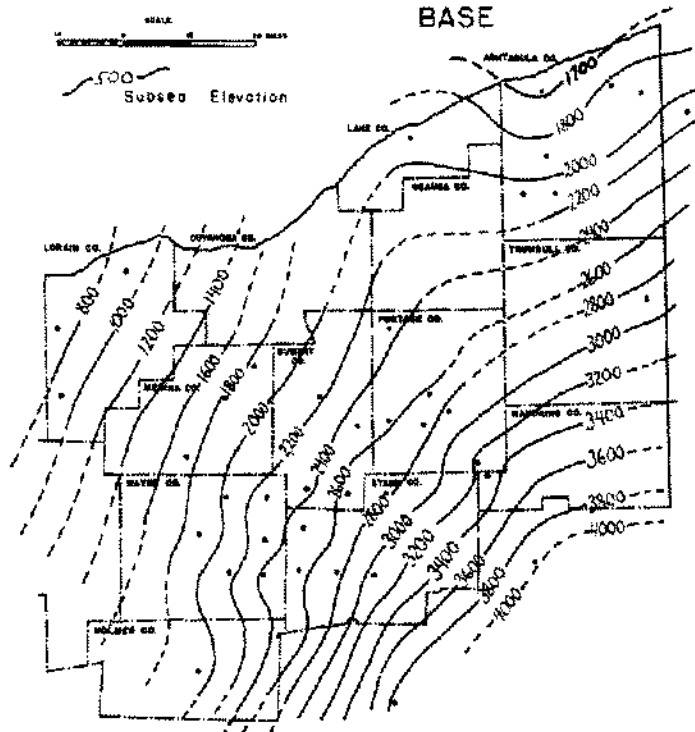 BASE
SCALE
500
Subsea Elevation
ASHTABULA CO.
1700
1800
LAKE CO.
2000
GEAUGA CO.
2200
2400
LORAIN CO.
CUYAHOGA CO.
TRUMBULL CO.
2600
1400
800
1000
2800
1200
PORTAGE CO.
3000
1600
SUMMIT CO.
1800
3200
MEDINA CO.
MAHONING CO.
2000
3400
2200
2400
3600
2600
WAYNE CO.
STARK CO.
2800
3800
3000
4000
3200
3400
3600
3800
4000
HOLMES CO.